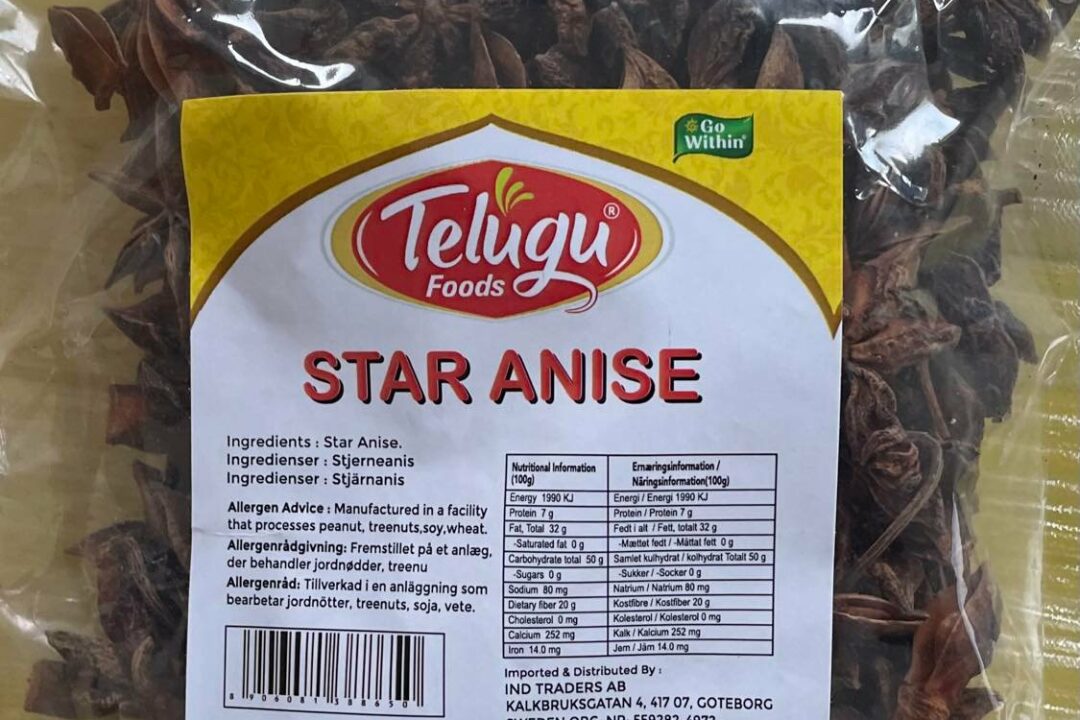 Go
Within®
Telugu®
Foods
STAR ANISE
Ingredients : Star Anise.
Ingredienser : Stjerneanis
Ingredienser : Stjärnanis
Allergen Advice : Manufactured in a facility
that processes peanut, treenuts,soy,wheat.
Allergenrådgivning: Fremstillet på et anlæg,
der behandler jordnødder, treenu
Allergenråd: Tillverkad i en anläggning som
bearbetar jordnötter, treenuts, soja, vete.
Nutritional Information
(100g)
Ernæringsinformation /
Näringsinformation(100g)
Energy 1990 KJ Energi / Energi 1990 KJ
Protein 7 g Protein / Protein 7 g
Fat, Total 32 g Fedt i alt / Fett, totalt 32 g
-Saturated fat 0 g -Mættet fedt / -Mättat fett 0 g
Carbohydrate total 50 g Samlet kulhydrat / kolhydrat Totalt 50 g
-Sugars 0 g -Sukker / -Socker 0 g
Sodium 80 mg Natrium / Natrium 80 mg
Dietary fiber 20 g Kostfibre / Kostfiber 20 g
Cholesterol 0 mg Kolesterol / Kolesterol 0 mg
Calcium 252 mg Kalk / Kalcium 252 mg
Iron 14.0 mg Jern / Järn 14.0 mg
8906081388650
Imported & Distributed By :
IND TRADERS AB
KALKBRUKSGATAN 4, 417 07, GOTEBORG
SWEDEN ORG. NR. 559282-4972